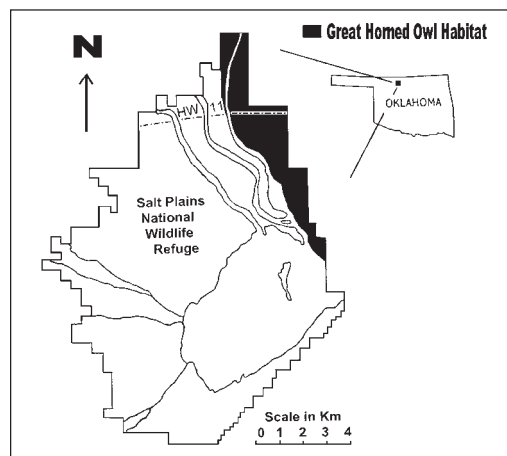 N
Great Horned Owl Habitat
OKLAHOMA
HW 11
Salt Plains
National
Wildlife
Refuge
Scale in Km
0 1 2 3 4